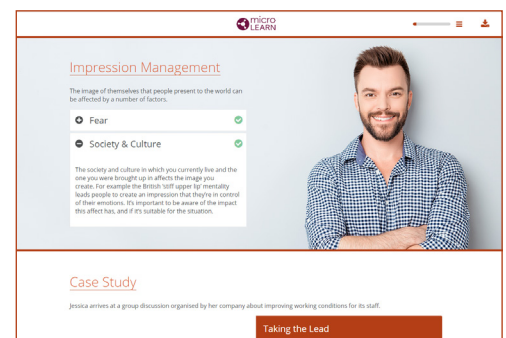 micro
LEARN
Impression Management
The image of themselves that people present to the world can
be affected by a number of factors.
Fear
Society & Culture
The society and culture in which you currently live and the
one you were brought up in affects the image you
create. For example the British 'stiff upper lip' mentality
leads people to create an impression that they're in control
of their emotions. It's important to be aware of the impact
this affect has, and if it's suitable for the situation.
Case Study
Jessica arrives at a group discussion organised by her company about improving working conditions for its staff.
Taking the Lead